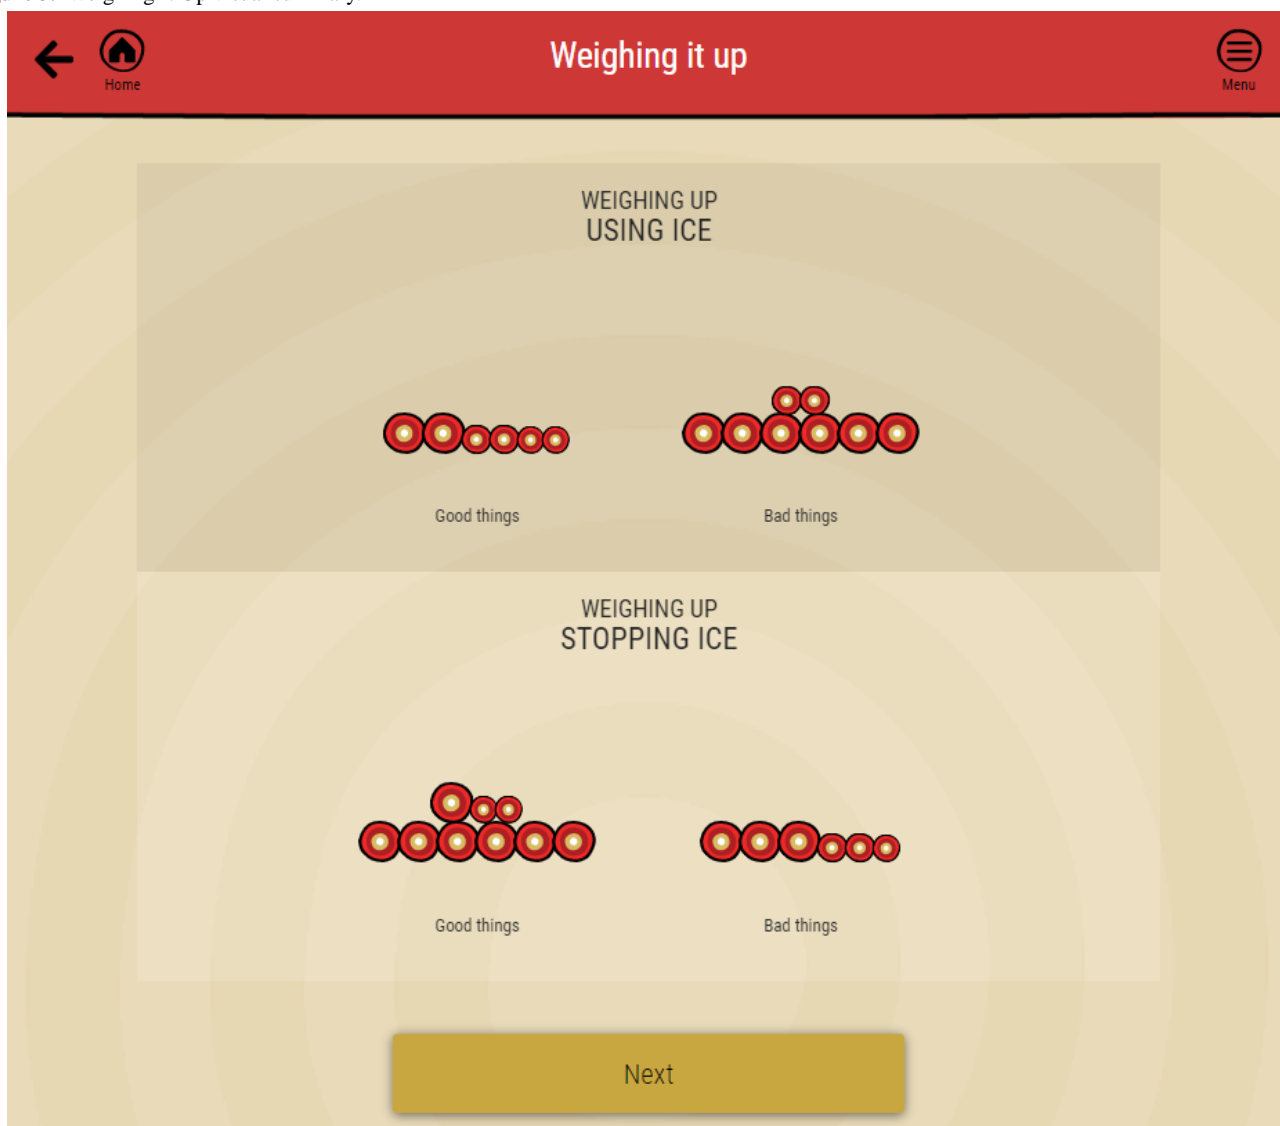 Weighing it up
Home
Menu
WEIGHING UP
USING ICE
Good things
Bad things
WEIGHING UP
STOPPING ICE
Good things
Bad things
Next